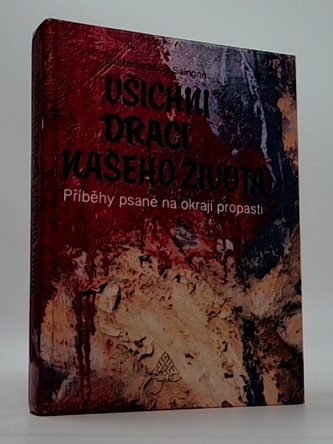 VŠICHNI
DRACI
NAŠEHO ŽIVOTA
Příběhy psané na okraji propasti